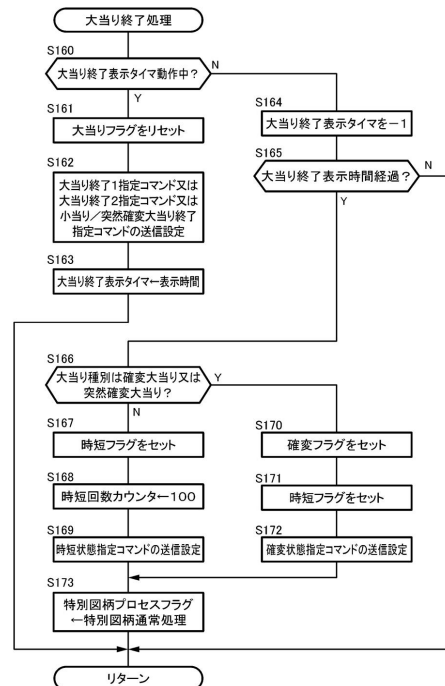 大当り終了処理
S160
大当り終了表示タイマ動作中？
N
Y
S161
大当りフラグをリセット
S162
大当り終了1指定コマンド又は
大当り終了2指定コマンド又は
小当り／突然確変大当り終了
指定コマンドの送信設定
S163
大当り終了表示タイマ←表示時間
S164
大当り終了表示タイマを－1
S165
大当り終了表示時間経過？
N
Y
S166
大当り種別は確変大当り又は
突然確変大当り？
Y
N
S167
時短フラグをセット
S168
時短回数カウンタ←100
S169
時短状態指定コマンドの送信設定
S170
確変フラグをセット
S171
時短フラグをセット
S172
確変状態指定コマンドの送信設定
S173
特別図柄プロセスフラグ
←特別図柄通常処理
リターン